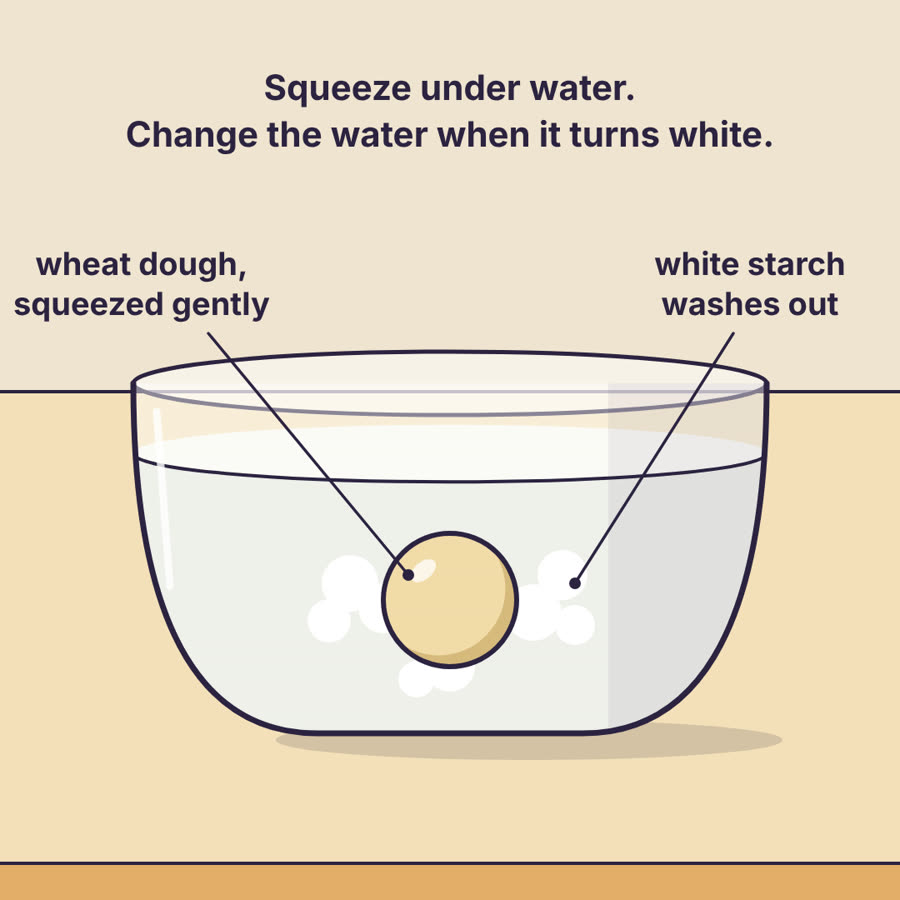 Squeeze under water.
Change the water when it turns white.
wheat dough,
squeezed gently
white starch
washes out